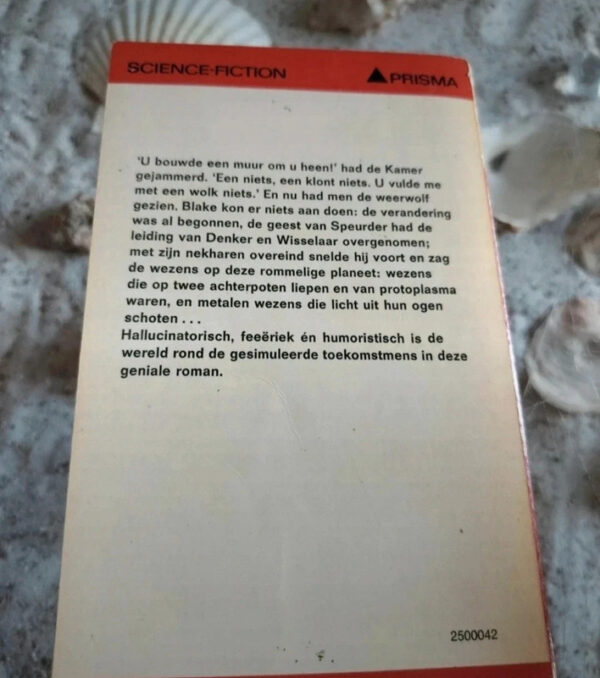 SCIENCE-FICTION PRISMA
'U bouwde een muur om u heen!' had de Kamer
gejammerd. 'Een niets, een klont niets. U vulde me
met een wolk niets.' En nu had men de weerwolf
gezien. Blake kon er niets aan doen: de verandering
was al begonnen, de geest van Speurder had de
leiding van Denker en Wisselaar overgenomen;
met zijn nekharen overeind snelde hij voort en zag
de wezens op deze rommelige planeet: wezens
die op twee achterpoten liepen en van protoplasma
waren, en metalen wezens die licht uit hun ogen
schoten . . .
Hallucinatorisch, feeëriek én humoristisch is de
wereld rond de gesimuleerde toekomstmens in deze
geniale roman.
2500042